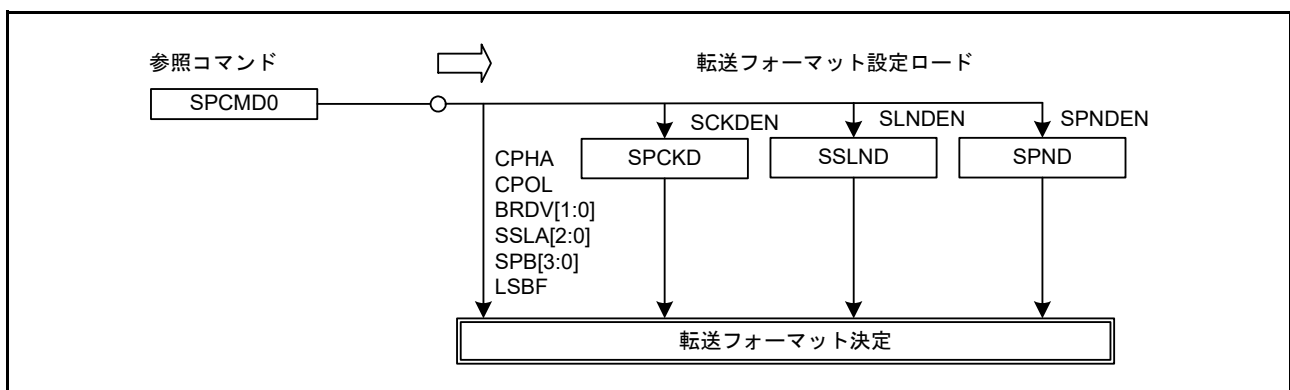 参照コマンド
転送フォーマット設定ロード
SPCMD0
SCKDEN
SLNDEN
SPNDEN
SPCKD
SSLND
SPND
CPHA
CPOL
BRDV[1:0]
SSLA[2:0]
SPB[3:0]
LSBF
転送フォーマット決定